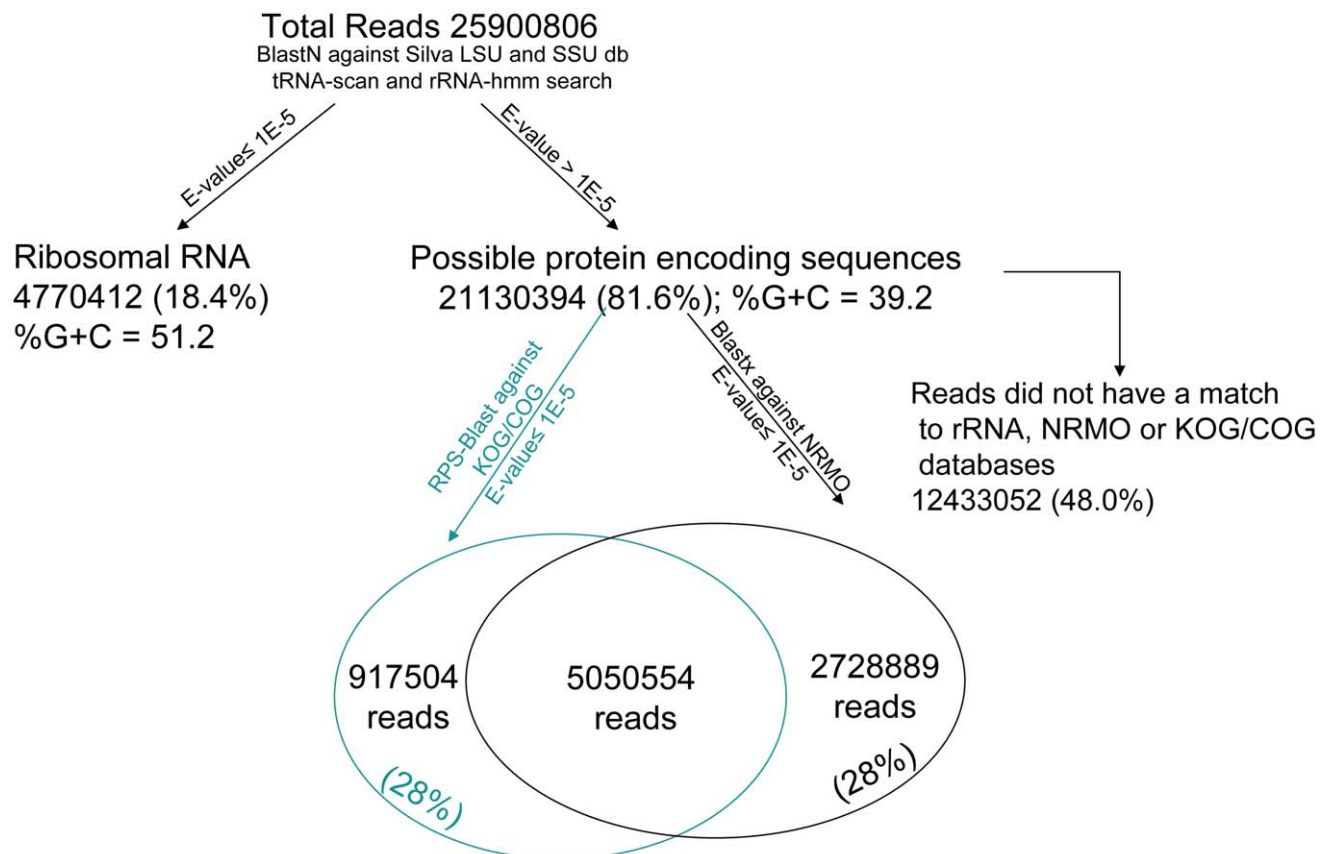 Total Reads 25900806
BlastN against Silva LSU and SSU db
tRNA-scan and rRNA-hmm search
E-value≤ 1E-5
E-value > 1E-5
Ribosomal RNA
4770412 (18.4%)
%G+C = 51.2
Possible protein encoding sequences
21130394 (81.6%); %G+C = 39.2
RPS-Blast against
KOG/COG
E-value≤ 1E-5
Blastx against NRMO
E-value≤ 1E-5
Reads did not have a match
to rRNA, NRMO or KOG/COG
databases
12433052 (48.0%)
917504
reads
(28%)
5050554
reads
2728889
reads
(28%)